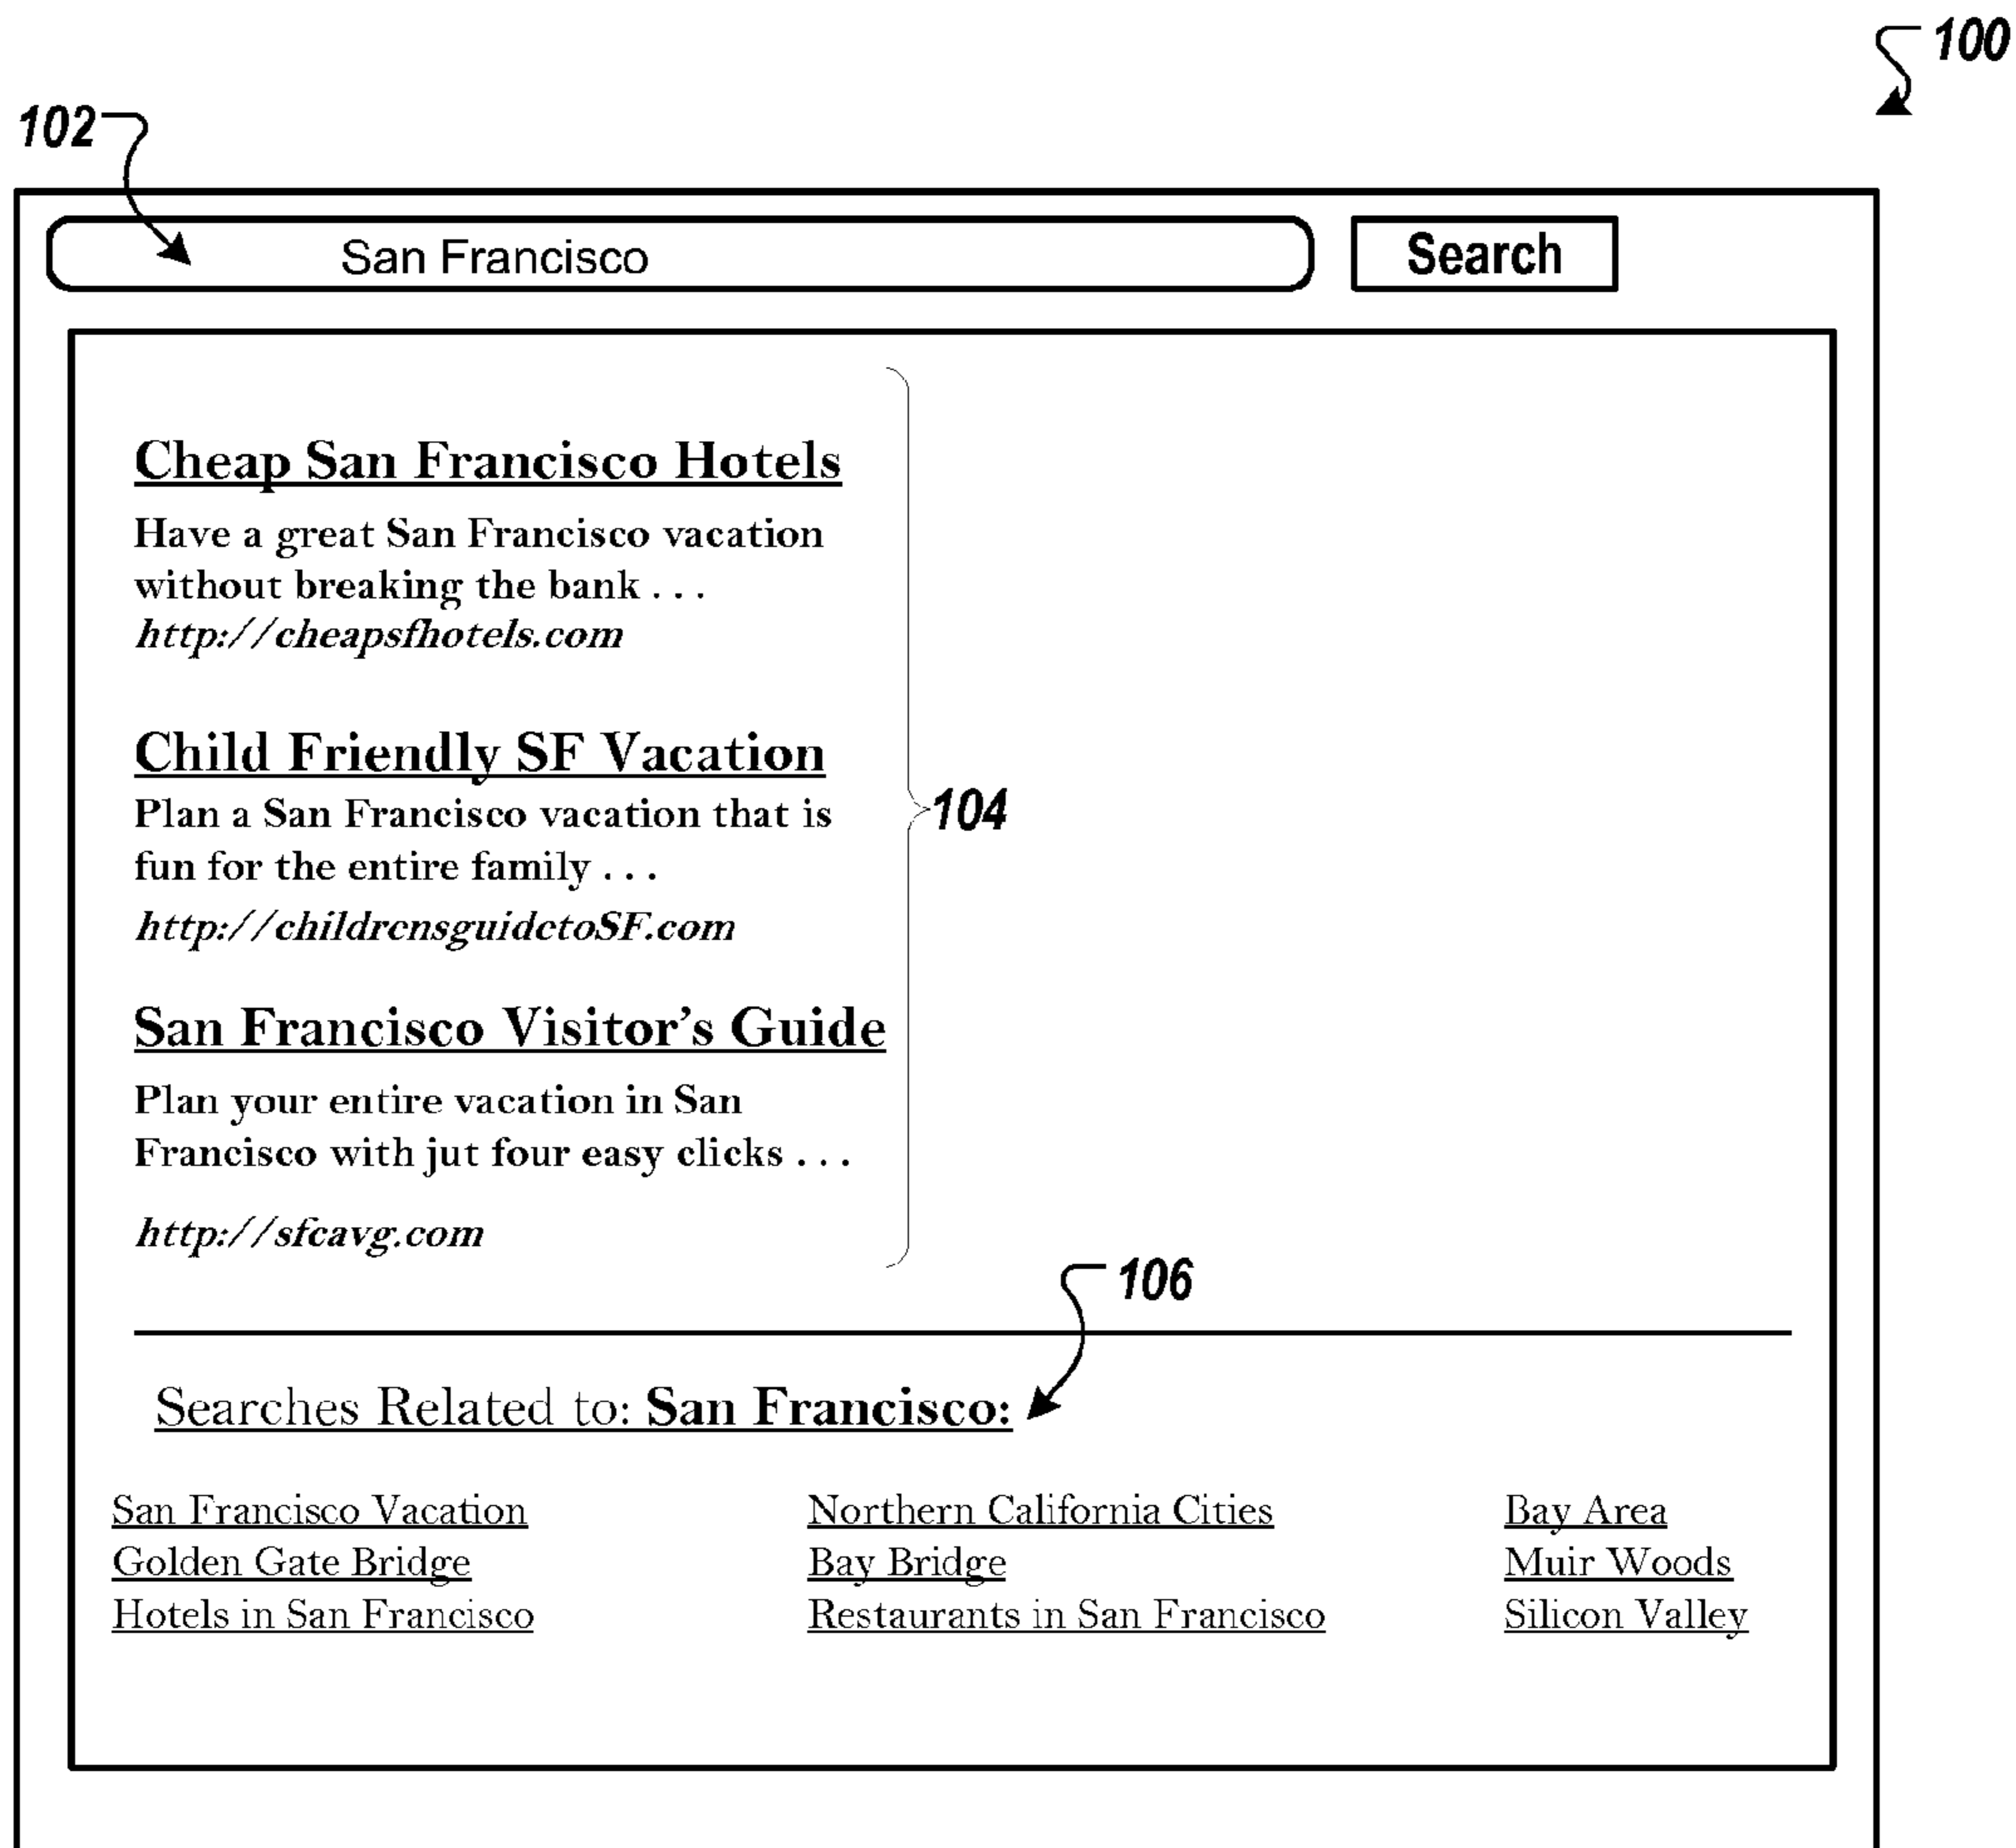 100
102
San Francisco
Search
Cheap San Francisco Hotels
Have a great San Francisco vacation
without breaking the bank . . .
http://cheapsfhotels.com
Child Friendly SF Vacation
Plan a San Francisco vacation that is
fun for the entire family . . .
104
http://childrensguidetoSF.com
San Francisco Visitor's Guide
Plan your entire vacation in San
Francisco with jut four easy clicks . . .
http://sfcavg.com
106
Searches Related to: San Francisco:
San Francisco Vacation Northern California Cities Bay Area
Golden Gate Bridge Bay Bridge Muir Woods
Hotels in San Francisco Restaurants in San Francisco Silicon Valley